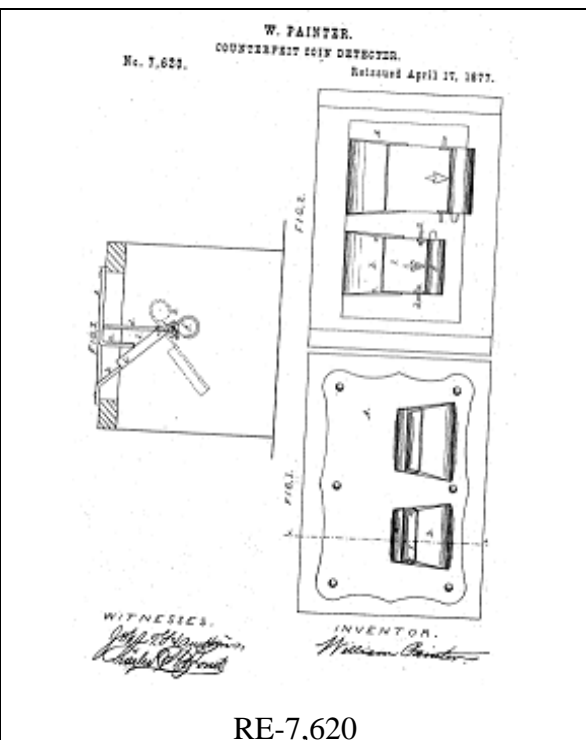 W. PAINTER.
COUNTERFEIT COIN DETECTER.
No. 7,620.
Reissued April 17, 1877.
FIG.2.
FIG.3.
FIG.1.
WITNESSES.
INVENTOR.
William Painter
RE-7,620